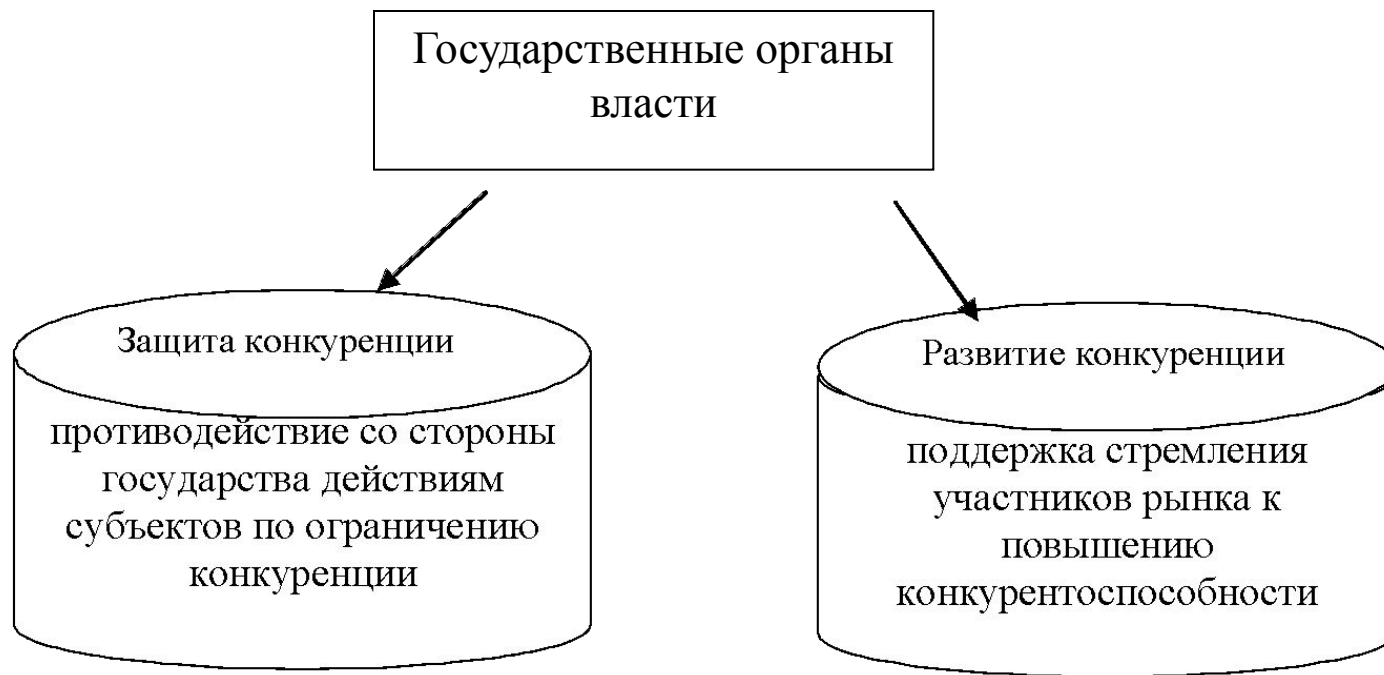 Государственные органы
власти
Защита конкуренции
противодействие со стороны
государства действиям
субъектов по ограничению
конкуренции
Развитие конкуренции
поддержка стремления
участников рынка к
повышению
конкурентоспособности